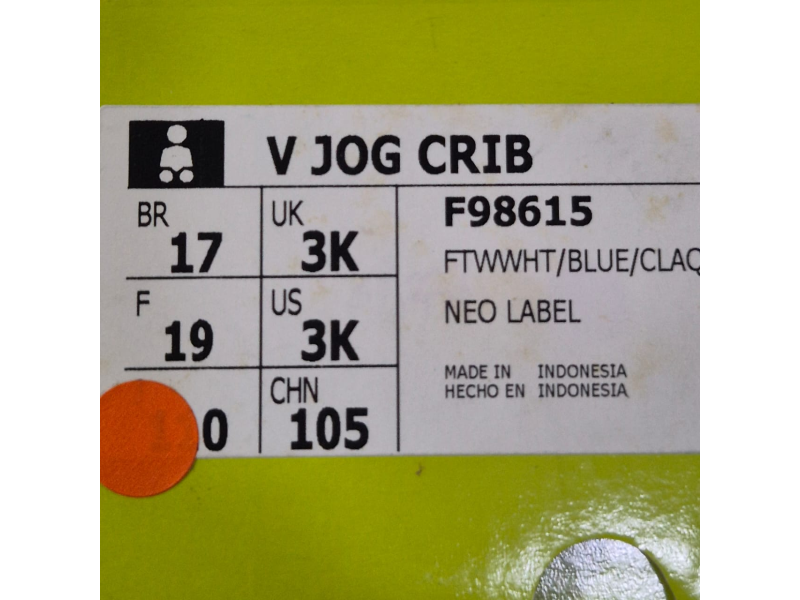 V JOG CRIB
BR 17
UK 3K
F98615
FTWWHT/BLUE/CLAQ
F 19
US 3K
NEO LABEL
MADE IN INDONESIA
HECHO EN INDONESIA
CHN 105